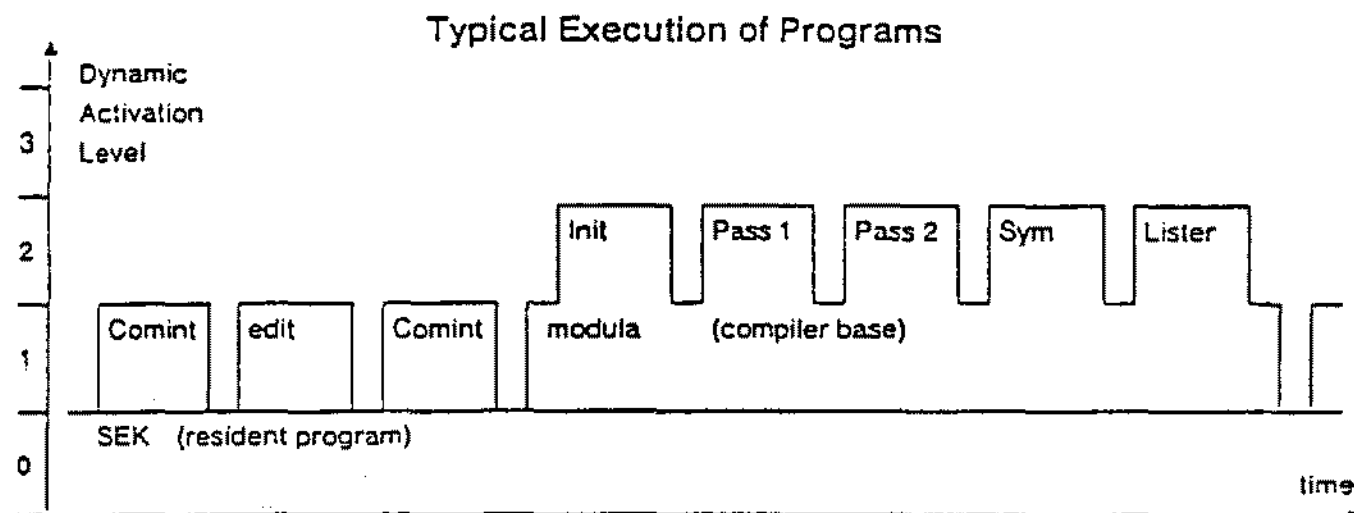 Typical Execution of Programs
Dynamic
Activation
Level
3
2
Init Pass 1 Pass 2 Sym Lister
1
Comint edit Comint modula (compiler base)
SEK (resident program)
0
time